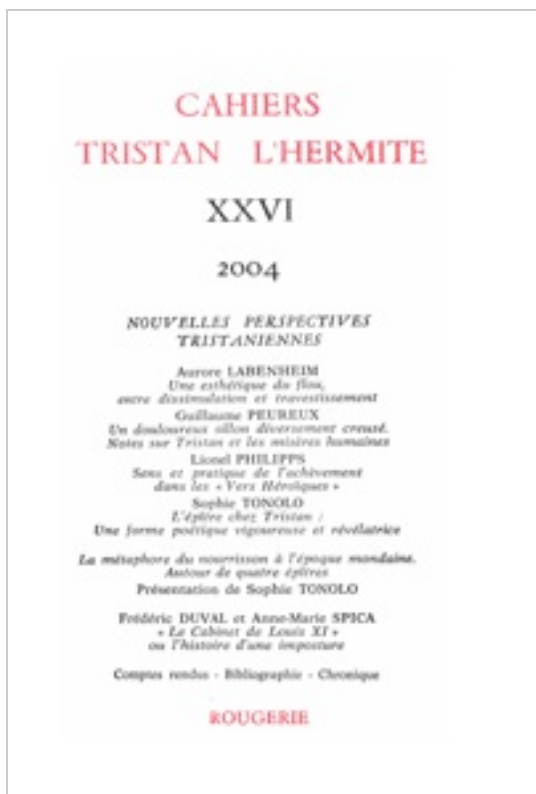 CAHIERS
TRISTAN L'HERMITE
XXVI
2004
NOUVELLES PERSPECTIVES
TRISTANIENNES
Aurore LABENHEIM
Une esthétique du flou,
entre dissimulation et travestissement
Guillaume PEUREUX
Un douloureux sillon diversement creusé.
Notes sur Tristan et les misères humaines
Lionel PHILIPPS
Sens et pratique de l'achèvement
dans les « Vers Héroïques »
Sophie TONOLO
L'épître chez Tristan :
Une forme poétique vigoureuse et révélatrice
La métaphore du nourrisson à l'époque mondaine.
Autour de quatre épîtres
Présentation de Sophie TONOLO
Frédéric DUVAL et Anne-Marie SPICA
« Le Cabinet de Louis XI »
ou l'histoire d'une imposture
Comptes rendus - Bibliographie - Chronique
ROUGERIE